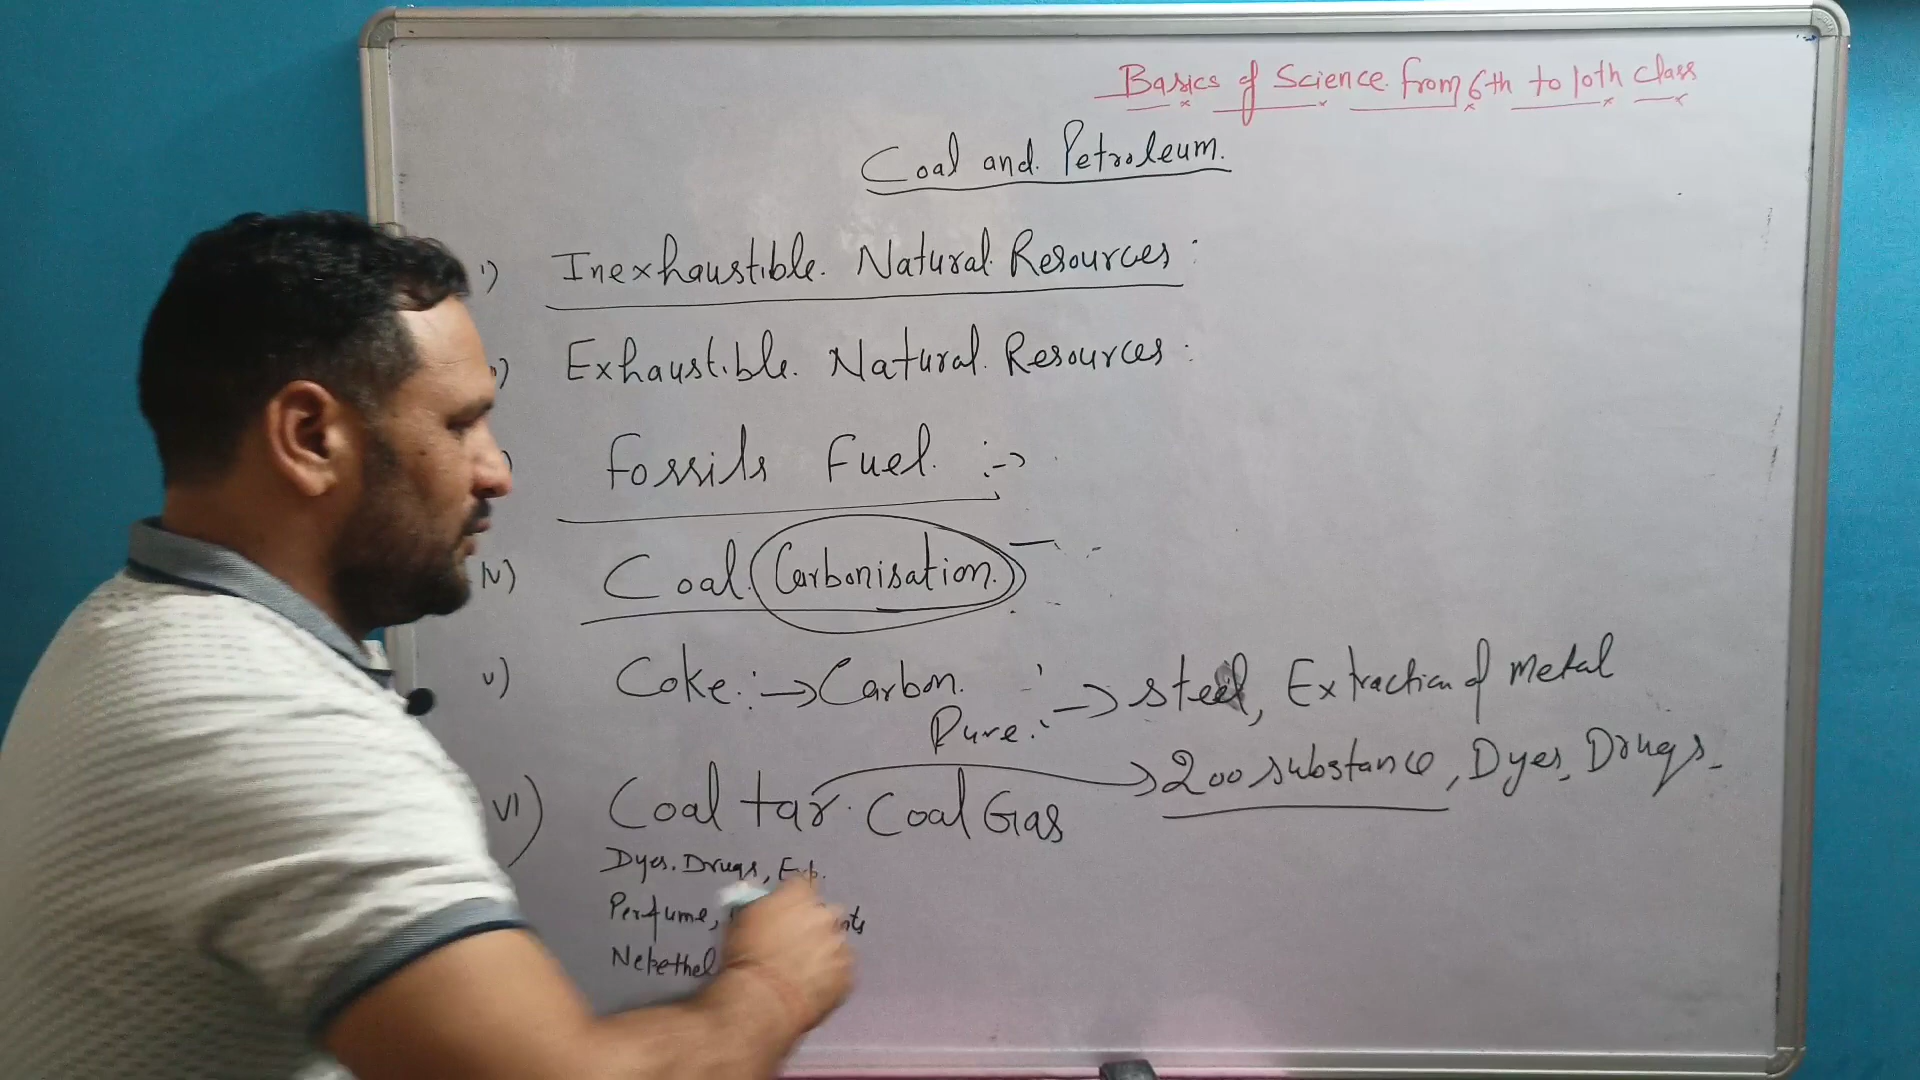 Basics of Science from 6th to 10th class
Coal and Petroleum.
i) Inexhaustible Natural Resources:
Exhaustible Natural Resources:
Fossils Fuel :->
IV) Coal (Carbonisation)
V) Coke :-> Carbon. Pure. :-> Steel, Extraction of Metal
VI) Coal tar. Coal Gas -> 200 substance, Dyes, Drugs
Dyes. Drugs, Exp.
Perfume,
Nepethel